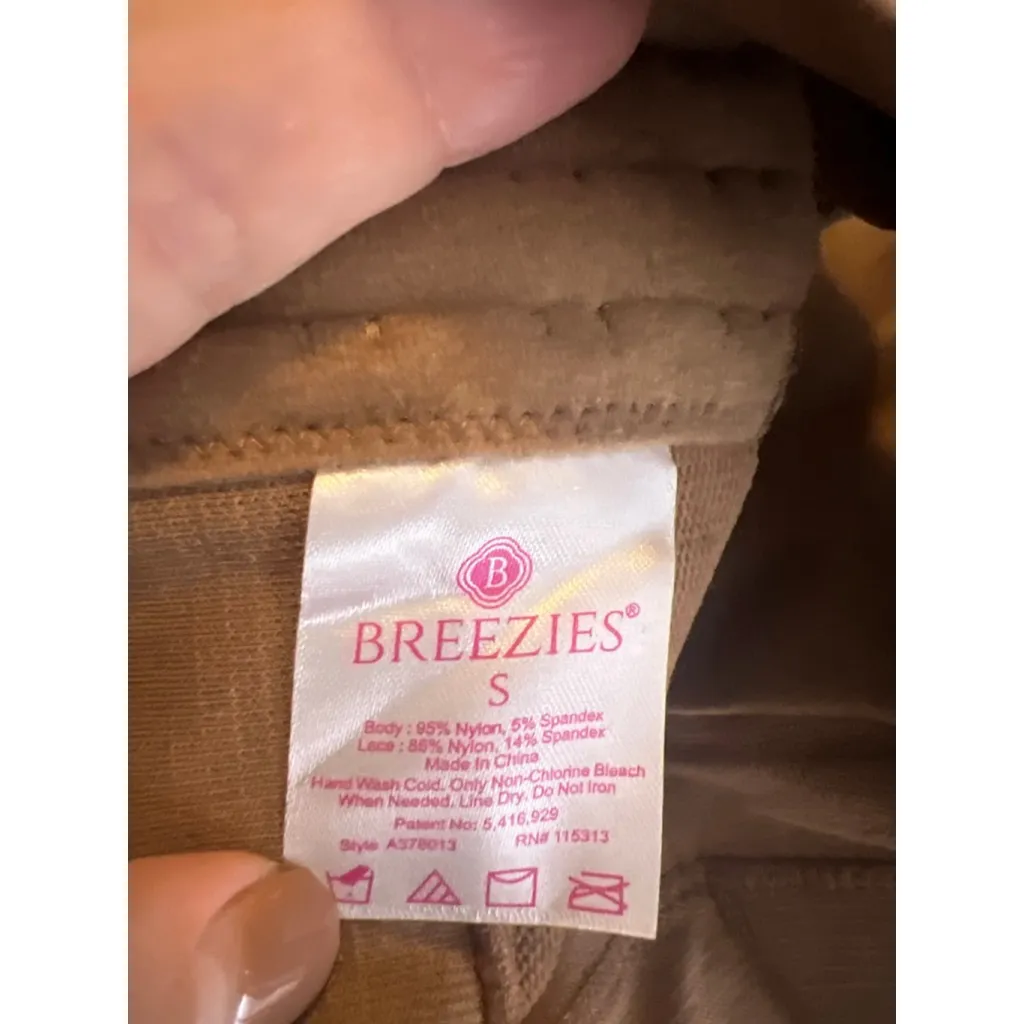 B
BREEZIES®
S
Body : 95% Nylon, 5% Spandex
Lace : 86% Nylon, 14% Spandex
Made In China
Hand Wash Cold. Only Non-Chlorine Bleach
When Needed. Line Dry. Do Not Iron
Patent No: 5,416,929
Style A378013 RN# 115313